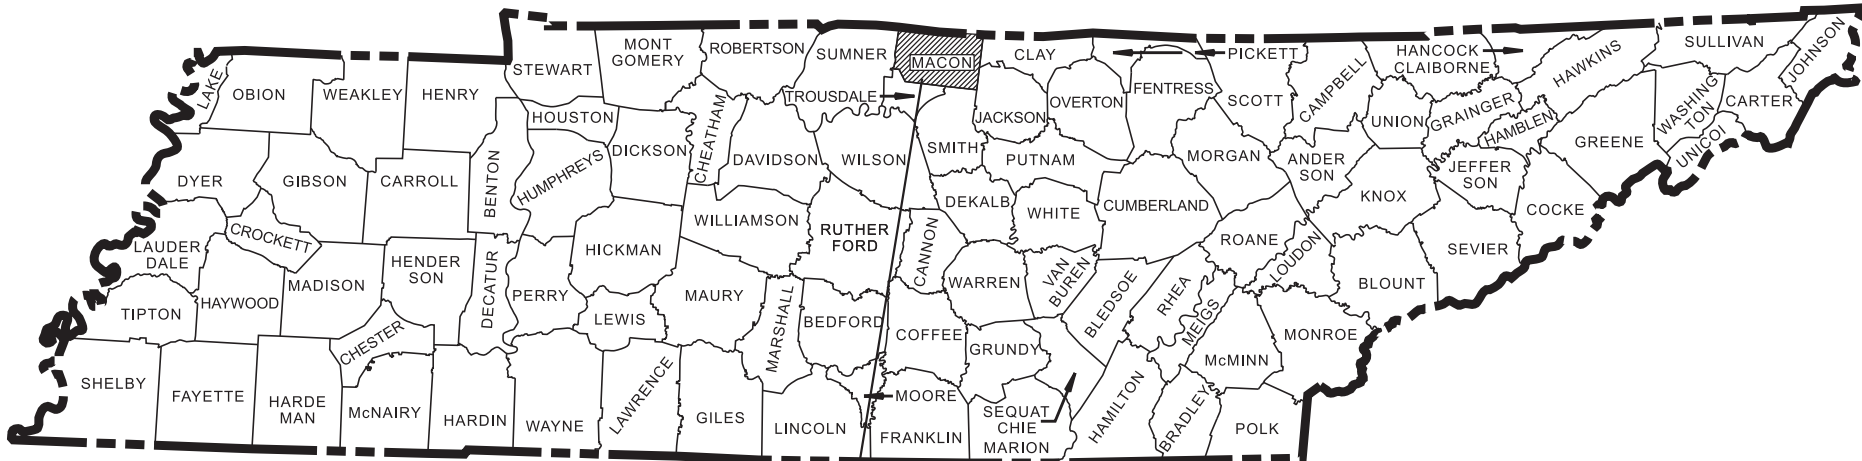 LAKE
OBION
WEAKLEY
HENRY
STEWART
MONT
GOMERY
ROBERTSON
SUMNER
MACON
CLAY
PICKETT
HANCOCK
CLAIBORNE
HAWKINS
SULLIVAN
JOHNSON
TROUSDALE
JACKSON
OVERTON
FENTRESS
SCOTT
CAMPBELL
UNION
GRAINGER
HAMBLEN
WASHING
TON
CARTER
UNICOI
GREENE
HOUSTON
DICKSON
CHEATHAM
DAVIDSON
WILSON
SMITH
PUTNAM
MORGAN
ANDER
SON
KNOX
JEFFER
SON
COCKE
DYER
GIBSON
CARROLL
BENTON
HUMPHREYS
WILLIAMSON
RUTHER
FORD
CANNON
DEKALB
WHITE
CUMBERLAND
ROANE
LOUDON
BLOUNT
SEVIER
LAUDER
DALE
CROCKETT
HAYWOOD
MADISON
HENDER
SON
DECATUR
PERRY
HICKMAN
LEWIS
MAURY
MARSHALL
BEDFORD
COFFEE
WARREN
VAN
BUREN
BLEDSOE
RHEA
MEIGS
McMINN
MONROE
TIPTON
CHESTER
GRUNDY
SHELBY
FAYETTE
HARDE
MAN
McNAIRY
HARDIN
WAYNE
LAWRENCE
GILES
LINCOLN
MOORE
FRANKLIN
SEQUAT
CHIE
MARION
HAMILTON
BRADLEY
POLK